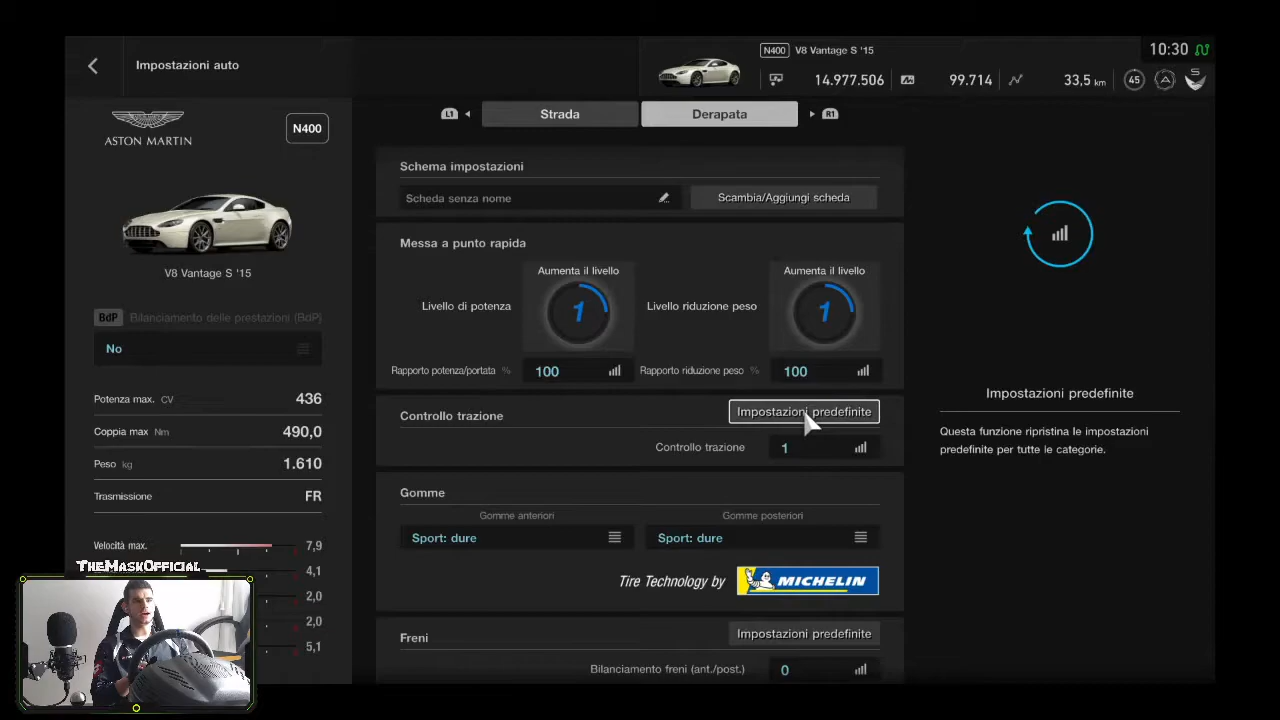 Impostazioni auto
N400 V8 Vantage S '15
14.977.506
99.714
33,5 km
45
10:30
ASTON MARTIN
N400
V8 Vantage S '15
BdP Bilanciamento delle prestazioni (BdP)
No
Potenza max. CV 436
Coppia max Nm 490,0
Peso kg 1.610
Trasmissione FR
Velocità max. 7,9
4,1
2,0
2,0
5,1
TheMaskOfficial
L1 Strada Derapata R1
Schema impostazioni
Scheda senza nome Scambia/Aggiungi scheda
Messa a punto rapida
Aumenta il livello Aumenta il livello
Livello di potenza 1 Livello riduzione peso 1
Rapporto potenza/portata % 100 Rapporto riduzione peso % 100
Controllo trazione Impostazioni predefinite
Controllo trazione 1
Gomme
Gomme anteriori Gomme posteriori
Sport: dure Sport: dure
Tire Technology by MICHELIN
Freni Impostazioni predefinite
Bilanciamento freni (ant./post.) 0
Impostazioni predefinite
Questa funzione ripristina le impostazioni
predefinite per tutte le categorie.